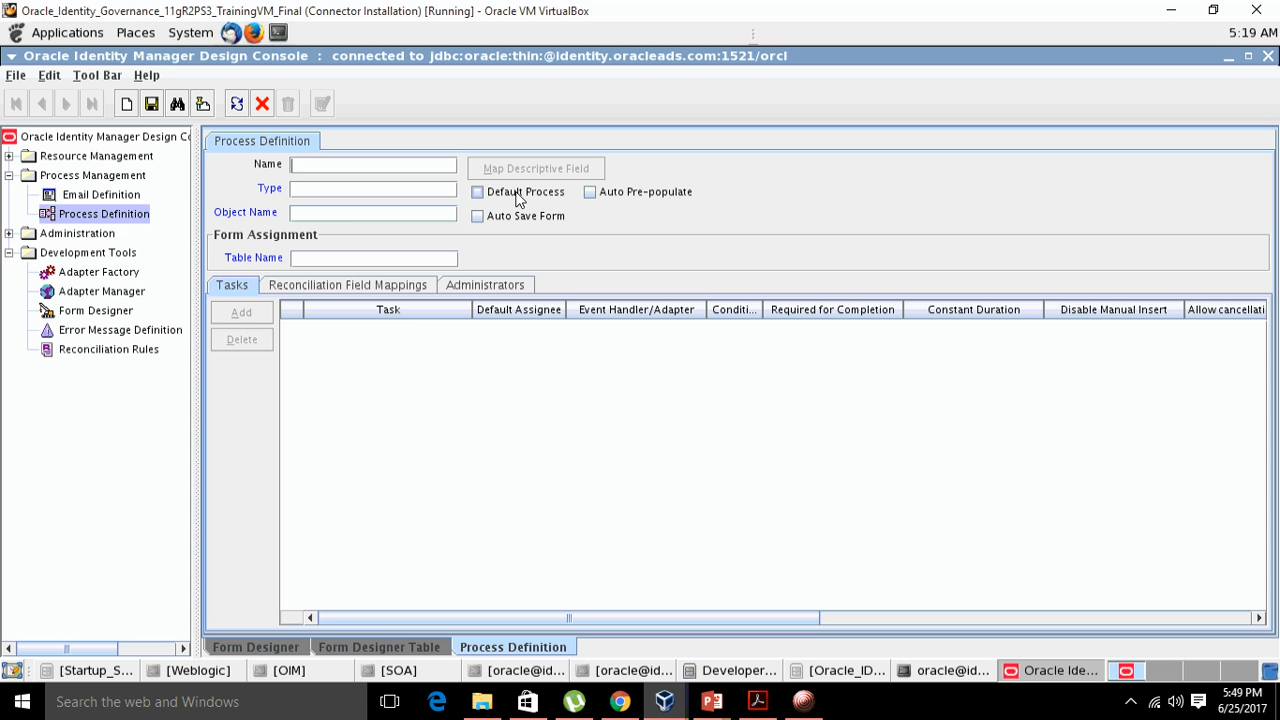 Oracle_Identity_Governance_11gR2PS3_TrainingVM_Final (Connector Installation) [Running] - Oracle VM VirtualBox
Applications Places System 5:19 AM
Oracle Identity Manager Design Console : connected to jdbc:oracle:thin:@identity.oracleads.com:1521/orcl
File Edit Tool Bar Help
Oracle Identity Manager Design Co
Resource Management
Process Management
Email Definition
Process Definition
Administration
Development Tools
Adapter Factory
Adapter Manager
Form Designer
Error Message Definition
Reconciliation Rules
Process Definition
Name Map Descriptive Field
Type Default Process Auto Pre-populate
Object Name Auto Save Form
Form Assignment
Table Name
Tasks Reconciliation Field Mappings Administrators
Add
Delete
Task Default Assignee Event Handler/Adapter Conditi... Required for Completion Constant Duration Disable Manual Insert Allow cancellati
Form Designer Form Designer Table Process Definition
[Startup_S... [Weblogic] [OIM] [SOA] [oracle@id... [oracle@id... Developer... [Oracle_ID... oracle@id... Oracle Ide...
Search the web and Windows
5:49 PM
6/25/2017